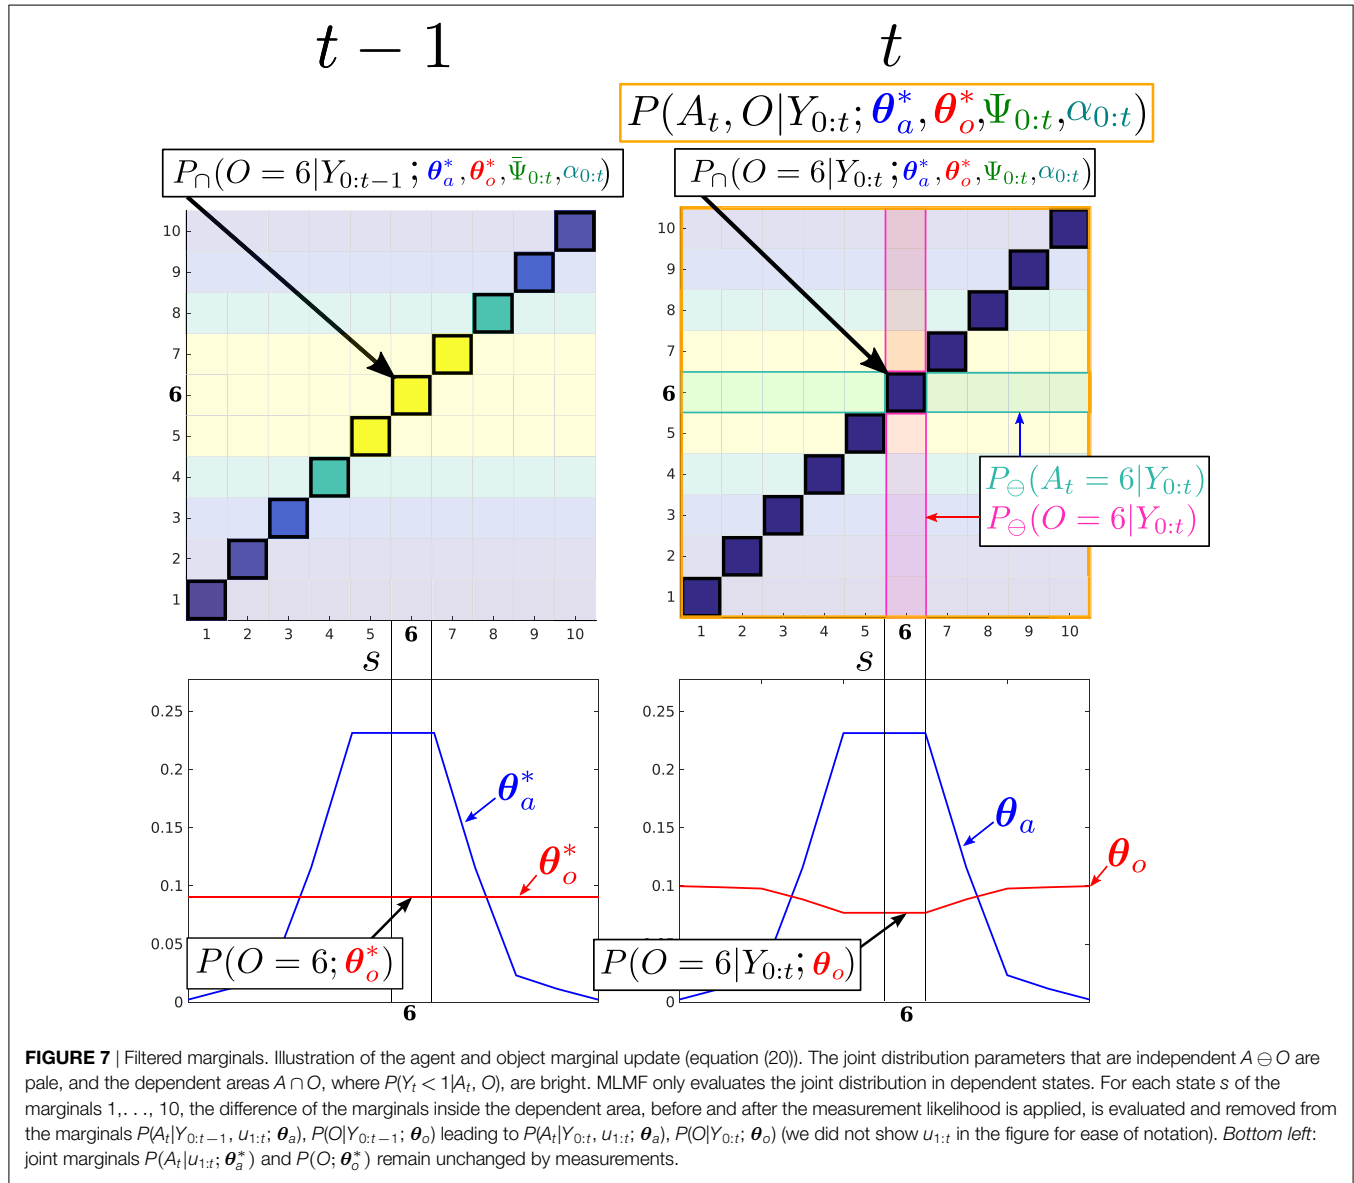 t − 1
t
P(A_t, O|Y_{0:t}; θ*_a, θ*_o, Ψ_{0:t}, α_{0:t})
P_∩(O = 6|Y_{0:t−1}; θ*_a, θ*_o, Ψ̄_{0:t}, α_{0:t})
P_∩(O = 6|Y_{0:t}; θ*_a, θ*_o, Ψ_{0:t}, α_{0:t})
10
9
8
7
6
5
4
3
2
1
1 2 3 4 5 6 7 8 9 10
s
10
9
8
7
6
5
4
3
2
1
P_⊖(A_t = 6|Y_{0:t})
P_⊖(O = 6|Y_{0:t})
1 2 3 4 5 6 7 8 9 10
s
0.25
0.2
0.15
0.1
0.05
0
θ*_a
θ*_o
P(O = 6; θ*_o)
6
0.25
0.2
0.15
0.1
0
θ_a
θ_o
P(O = 6|Y_{0:t}; θ_o)
6
FIGURE 7 | Filtered marginals. Illustration of the agent and object marginal update (equation (20)). The joint distribution parameters that are independent A ⊖ O are
pale, and the dependent areas A ∩ O, where P(Y_t < 1|A_t, O), are bright. MLMF only evaluates the joint distribution in dependent states. For each state s of the
marginals 1,. . ., 10, the difference of the marginals inside the dependent area, before and after the measurement likelihood is applied, is evaluated and removed from
the marginals P(A_t|Y_{0:t−1}, u_{1:t}; θ_a), P(O|Y_{0:t−1}; θ_o) leading to P(A_t|Y_{0:t}, u_{1:t}; θ_a), P(O|Y_{0:t}; θ_o) (we did not show u_{1:t} in the figure for ease of notation). Bottom left:
joint marginals P(A_t|u_{1:t}; θ*_a) and P(O; θ*_o) remain unchanged by measurements.